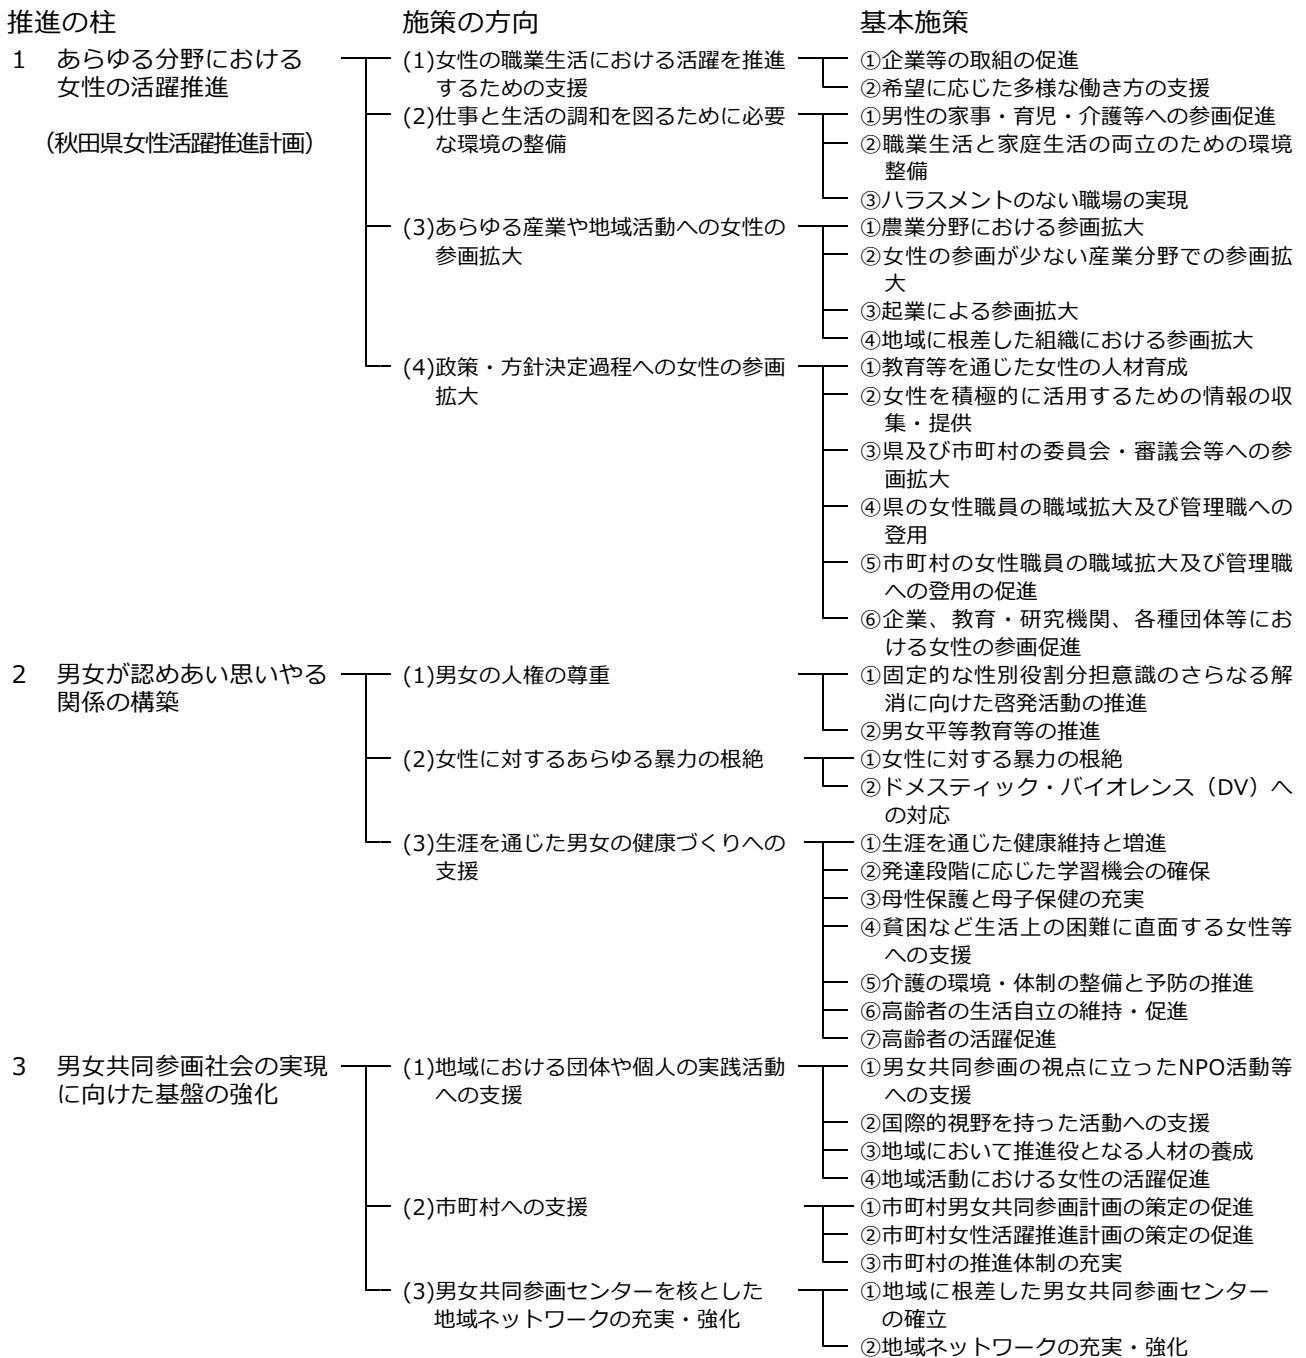 推進の柱 施策の方向 基本施策
1 あらゆる分野における
女性の活躍推進
（秋田県女性活躍推進計画）
(1)女性の職業生活における活躍を推進
するための支援
①企業等の取組の促進
②希望に応じた多様な働き方の支援
(2)仕事と生活の調和を図るために必要
な環境の整備
①男性の家事・育児・介護等への参画促進
②職業生活と家庭生活の両立のための環境
整備
③ハラスメントのない職場の実現
(3)あらゆる産業や地域活動への女性の
参画拡大
①農業分野における参画拡大
②女性の参画が少ない産業分野での参画拡
大
③起業による参画拡大
④地域に根差した組織における参画拡大
(4)政策・方針決定過程への女性の参画
拡大
①教育等を通じた女性の人材育成
②女性を積極的に活用するための情報の収
集・提供
③県及び市町村の委員会・審議会等への参
画拡大
④県の女性職員の職域拡大及び管理職への
登用
⑤市町村の女性職員の職域拡大及び管理職
への登用の促進
⑥企業、教育・研究機関、各種団体等にお
ける女性の参画促進
2 男女が認めあい思いやる
関係の構築
(1)男女の人権の尊重
①固定的な性別役割分担意識のさらなる解
消に向けた啓発活動の推進
②男女平等教育等の推進
(2)女性に対するあらゆる暴力の根絶
①女性に対する暴力の根絶
②ドメスティック・バイオレンス（DV）へ
の対応
(3)生涯を通じた男女の健康づくりへの
支援
①生涯を通じた健康維持と増進
②発達段階に応じた学習機会の確保
③母性保護と母子保健の充実
④貧困など生活上の困難に直面する女性等
への支援
⑤介護の環境・体制の整備と予防の推進
⑥高齢者の生活自立の維持・促進
⑦高齢者の活躍促進
3 男女共同参画社会の実現
に向けた基盤の強化
(1)地域における団体や個人の実践活動
への支援
①男女共同参画の視点に立ったNPO活動等
への支援
②国際的視野を持った活動への支援
③地域において推進役となる人材の養成
④地域活動における女性の活躍促進
(2)市町村への支援
①市町村男女共同参画計画の策定の促進
②市町村女性活躍推進計画の策定の促進
③市町村の推進体制の充実
(3)男女共同参画センターを核とした
地域ネットワークの充実・強化
①地域に根差した男女共同参画センター
の確立
②地域ネットワークの充実・強化